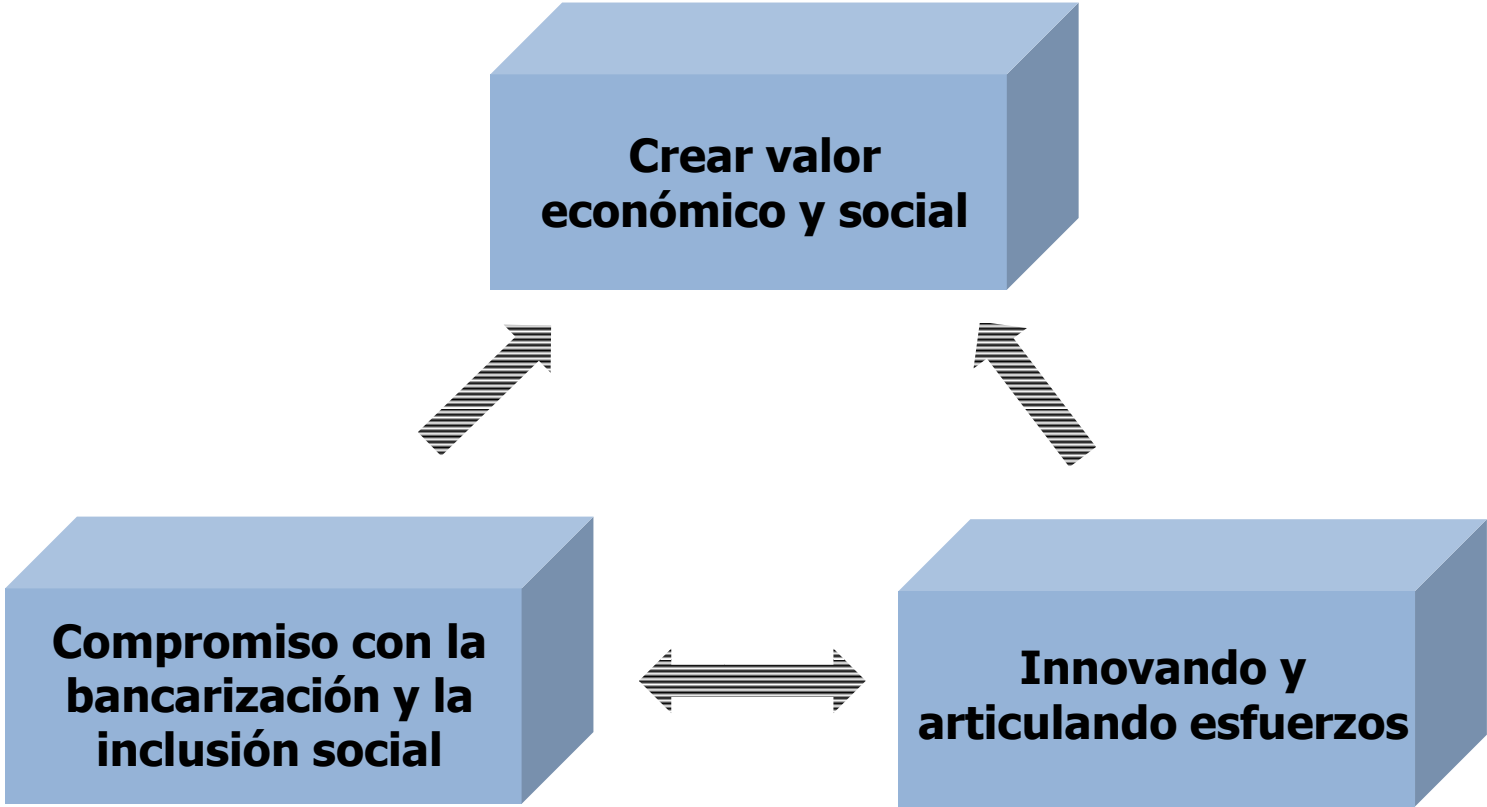 Crear valor
económico y social
Compromiso con la
bancarización y la
inclusión social
Innovando y
articulando esfuerzos